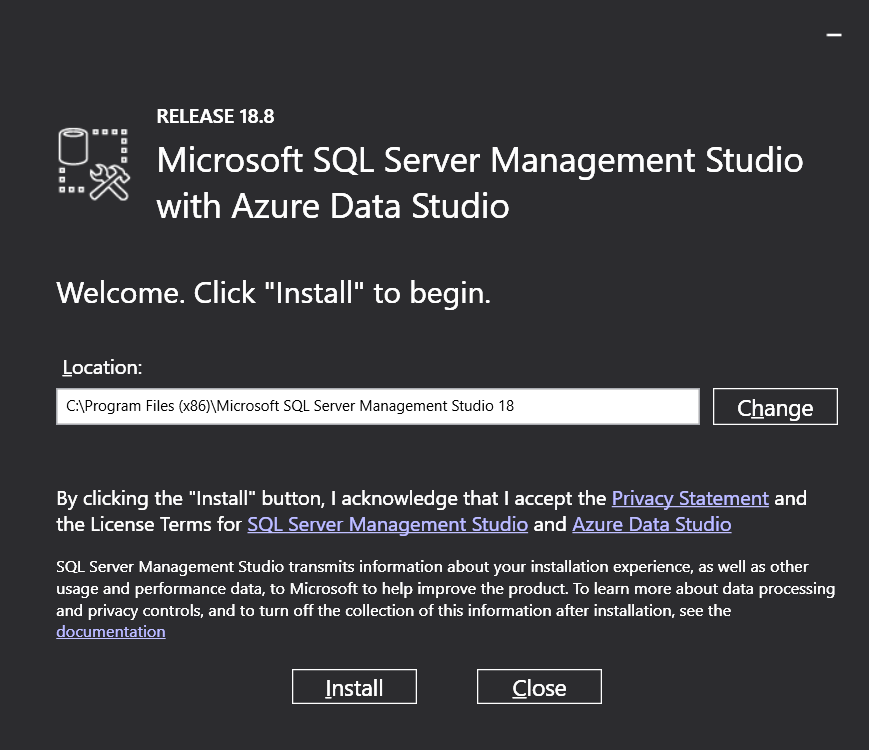 RELEASE 18.8
Microsoft SQL Server Management Studio
with Azure Data Studio
Welcome. Click "Install" to begin.
Location:
C:\Program Files (x86)\Microsoft SQL Server Management Studio 18
Change
By clicking the "Install" button, I acknowledge that I accept the Privacy Statement and
the License Terms for SQL Server Management Studio and Azure Data Studio
SQL Server Management Studio transmits information about your installation experience, as well as other
usage and performance data, to Microsoft to help improve the product. To learn more about data processing
and privacy controls, and to turn off the collection of this information after installation, see the
documentation
Install
Close